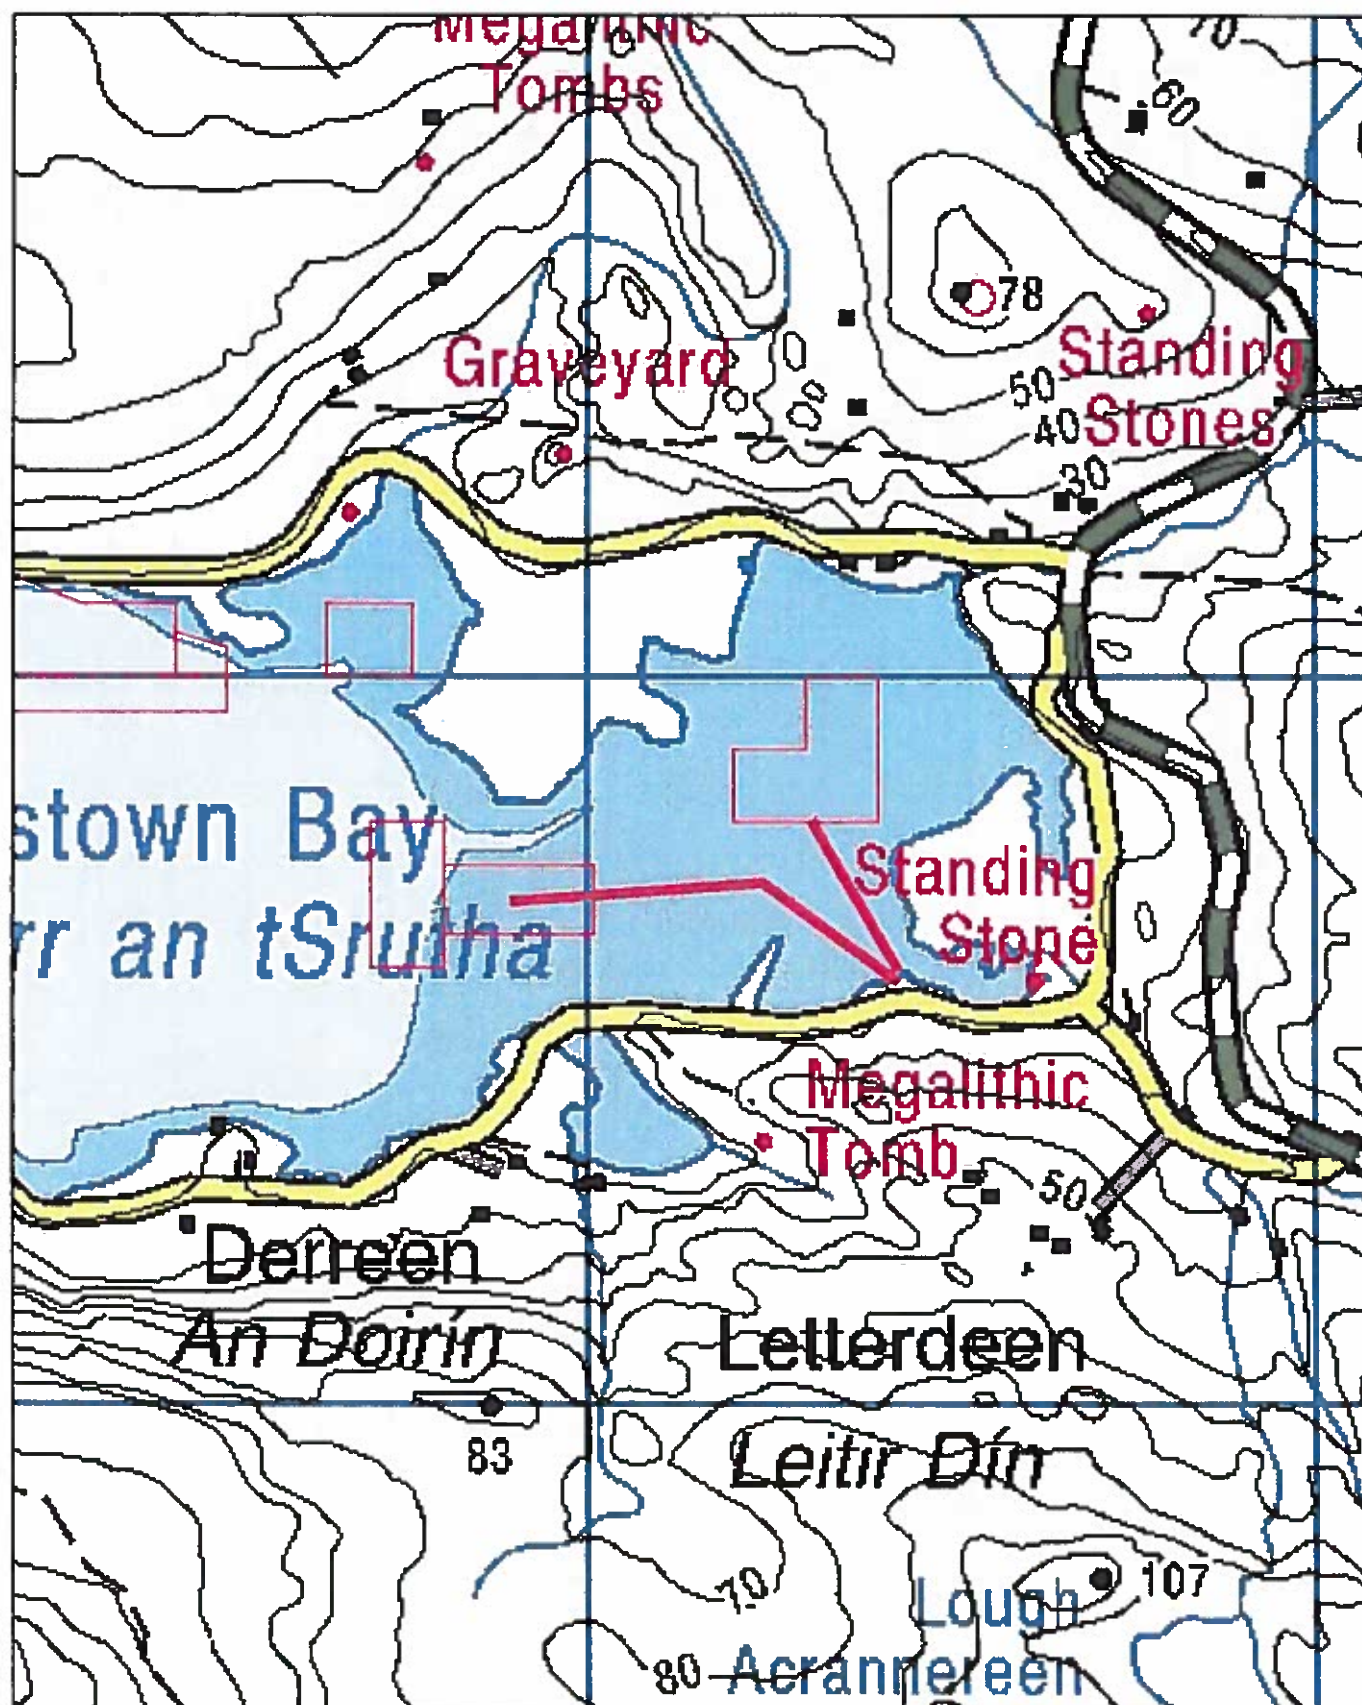 Megalithic
Tombs
70
60
78
Graveyard
Standing
Stones
50
40
30
stown Bay
rr an tSrutha
Standing
Stone
Megalithic
Tomb
50
Derreen
An Doirín
Letterdeen
Leitir Dín
83
70
107
Lough
Acrannereen
80